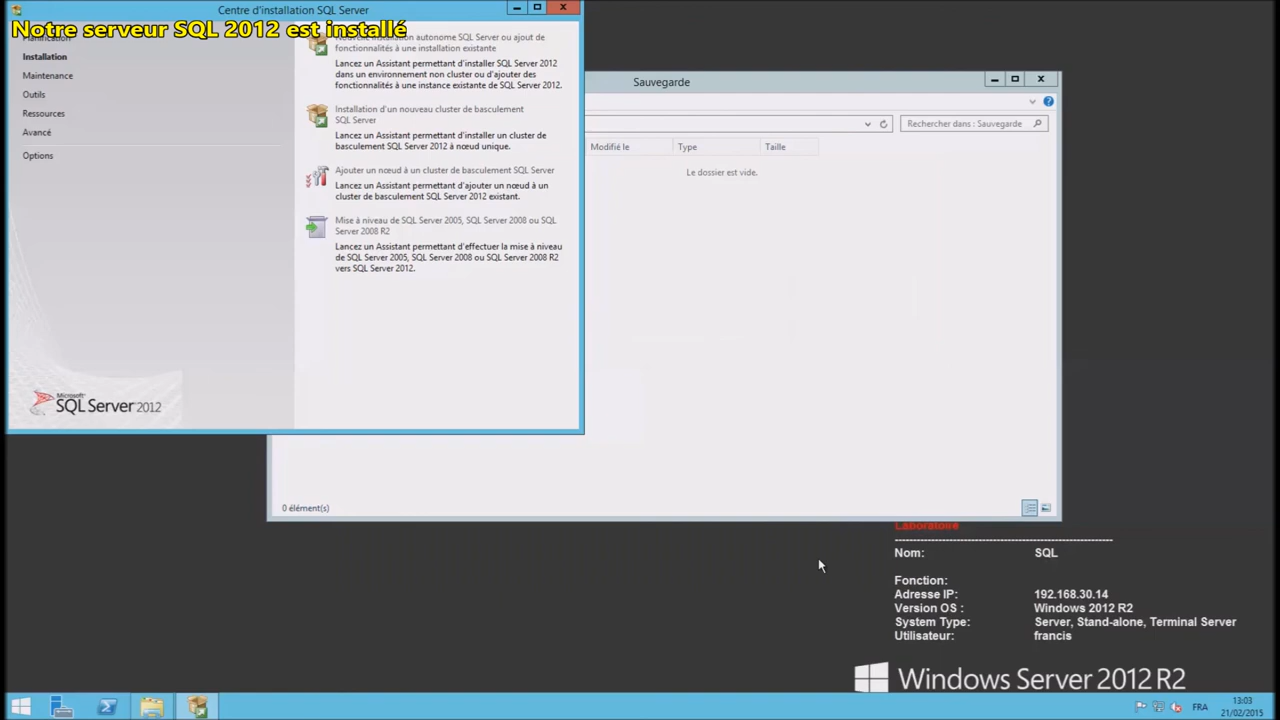 Centre d'installation SQL Server
Notre serveur SQL 2012 est installé
Planification
Installation
Maintenance
Outils
Ressources
Avancé
Options
Nouvelle installation autonome SQL Server ou ajout de
fonctionnalités à une installation existante
Lancez un Assistant permettant d'installer SQL Server 2012
dans un environnement non cluster ou d'ajouter des
fonctionnalités à une instance existante de SQL Server 2012.
Installation d'un nouveau cluster de basculement
SQL Server
Lancez un Assistant permettant d'installer un cluster de
basculement SQL Server 2012 à nœud unique.
Ajouter un nœud à un cluster de basculement SQL Server
Lancez un Assistant permettant d'ajouter un nœud à un
cluster de basculement SQL Server 2012 existant.
Mise à niveau de SQL Server 2005, SQL Server 2008 ou SQL
Server 2008 R2
Lancez un Assistant permettant d'effectuer la mise à niveau
de SQL Server 2005, SQL Server 2008 ou SQL Server 2008 R2
vers SQL Server 2012.
Microsoft
SQL Server 2012
Sauvegarde
Rechercher dans : Sauvegarde
Modifié le Type Taille
Le dossier est vide.
0 élément(s)
Laboratoire
Nom: SQL
Fonction:
Adresse IP: 192.168.30.14
Version OS : Windows 2012 R2
System Type: Server, Stand-alone, Terminal Server
Utilisateur: francis
Windows Server 2012 R2
FRA
13:03
21/02/2015